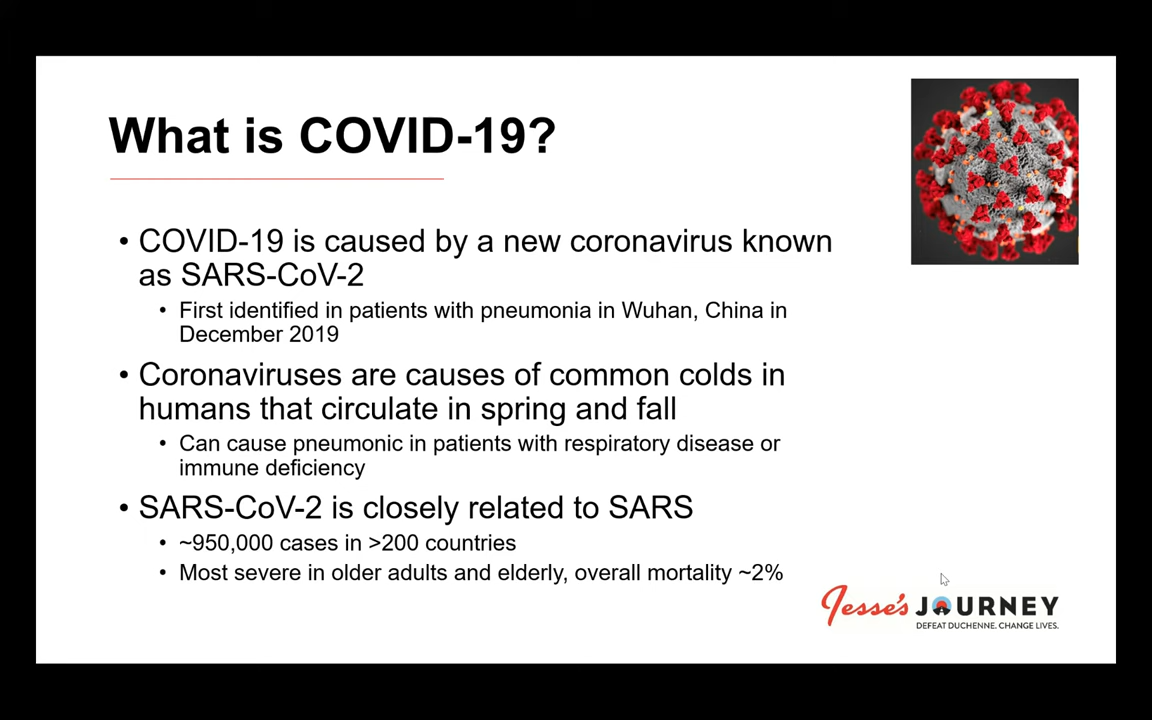 What is COVID-19?
• COVID-19 is caused by a new coronavirus known
as SARS-CoV-2
• First identified in patients with pneumonia in Wuhan, China in
December 2019
• Coronaviruses are causes of common colds in
humans that circulate in spring and fall
• Can cause pneumonic in patients with respiratory disease or
immune deficiency
• SARS-CoV-2 is closely related to SARS
• ~950,000 cases in >200 countries
• Most severe in older adults and elderly, overall mortality ~2%
Jesse's JOURNEY
DEFEAT DUCHENNE. CHANGE LIVES.